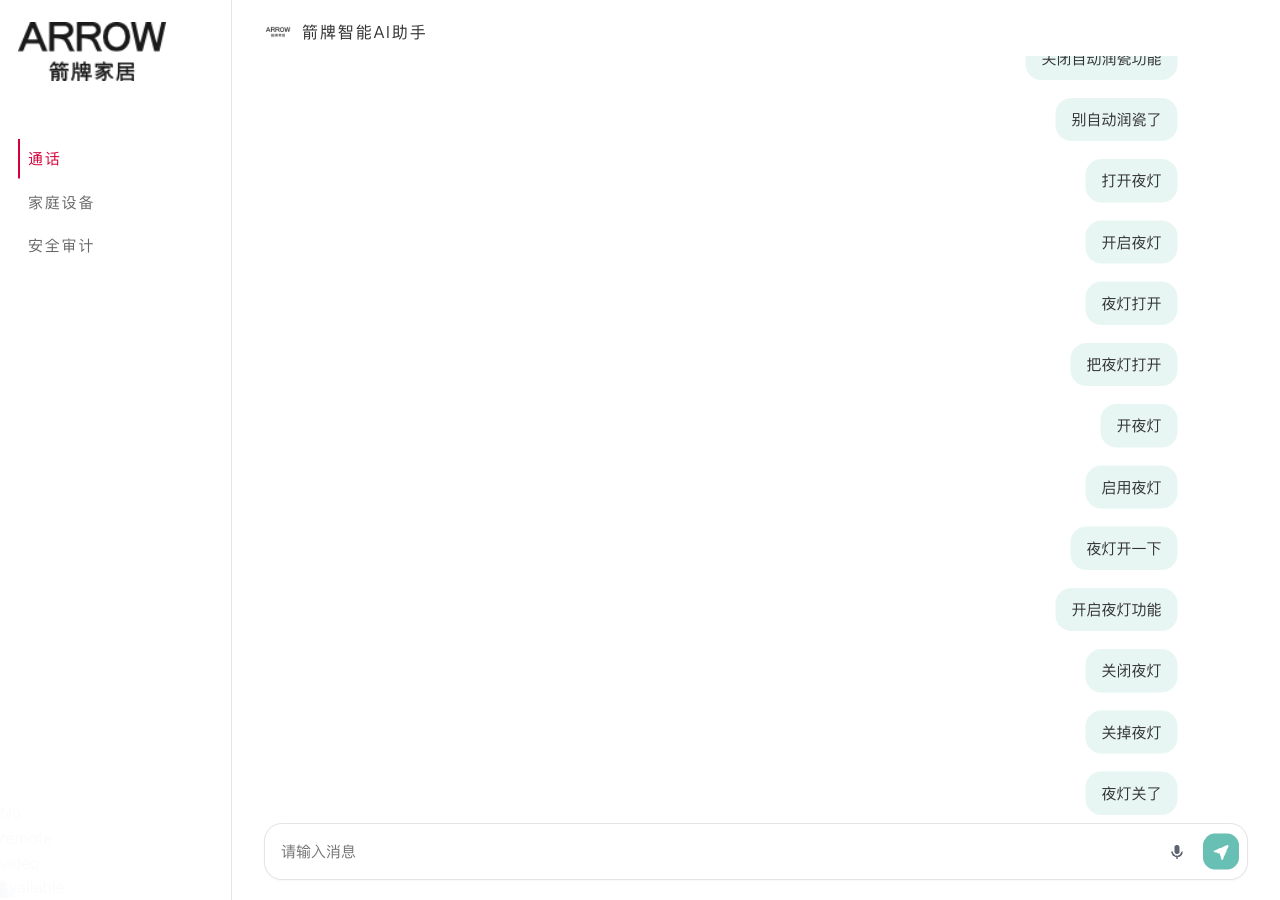 ARROW
箭牌家居
通话
家庭设备
安全审计
ARROW
箭牌智能AI助手
关闭自动润瓷功能
别自动润瓷了
打开夜灯
开启夜灯
夜灯打开
把夜灯打开
开夜灯
启用夜灯
夜灯开一下
开启夜灯功能
关闭夜灯
关掉夜灯
夜灯关了
请输入消息